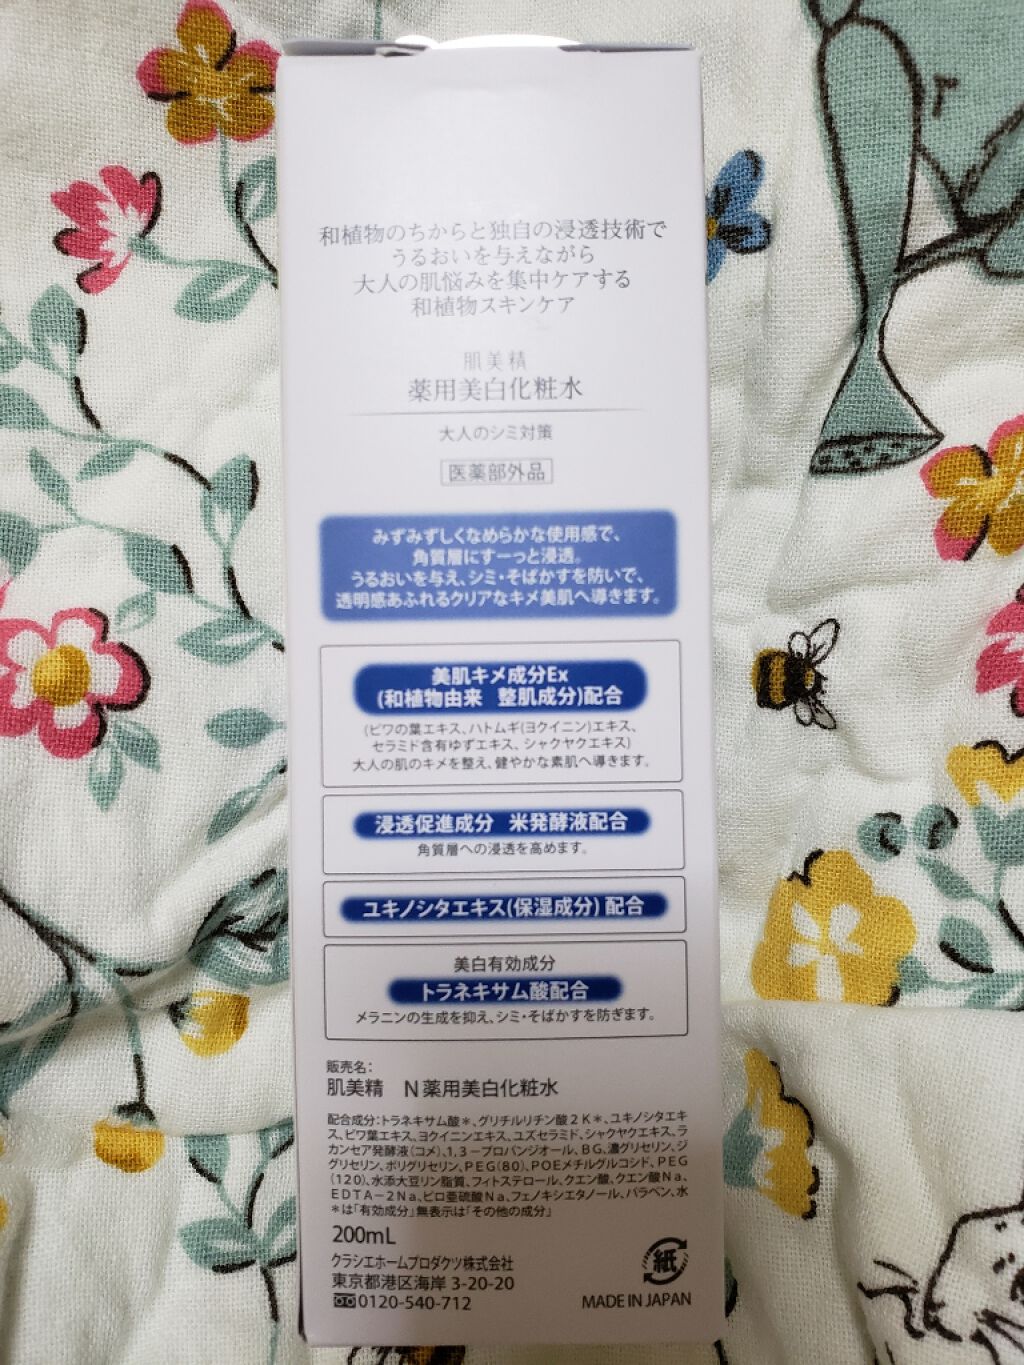 和植物のちからと独自の浸透技術で
うるおいを与えながら
大人の肌悩みを集中ケアする
和植物スキンケア
肌美精
薬用美白化粧水
大人のシミ対策
医薬部外品
みずみずしくなめらかな使用感で、
角質層にすーっと浸透。
うるおいを与え、シミ・そばかすを防いで、
透明感あふれるクリアなキメ美肌へ導きます。
美肌キメ成分Ex
(和植物由来 整肌成分)配合
(ビワの葉エキス、ハトムギ(ヨクイニン)エキス、
セラミド含有ゆずエキス、シャクヤクエキス)
大人の肌のキメを整え、健やかな素肌へ導きます。
浸透促進成分 米発酵液配合
角質層への浸透を高めます。
ユキノシタエキス(保湿成分) 配合
美白有効成分
トラネキサム酸配合
メラニンの生成を抑え、シミ・そばかすを防ぎます。
販売名:
肌美精 N薬用美白化粧水
配合成分:トラネキサム酸＊、グリチルリチン酸2K＊、ユキノシタエキ
ス、ビワ葉エキス、ヨクイニンエキス、ユズセラミド、シャクヤクエキス、ラ
カンセア発酵液(コメ)、1,3－プロパンジオール、BG、濃グリセリン、ジ
グリセリン、ポリグリセリン、PEG(80)、POEメチルグルコシド、PEG
(120)、水添大豆リン脂質、フィトステロール、クエン酸、クエン酸Na、
EDTA－2Na、ピロ亜硫酸Na、フェノキシエタノール、パラベン、水
＊は「有効成分」無表示は「その他の成分」
200mL
クラシエホームプロダクツ株式会社
東京都港区海岸 3-20-20
0120-540-712
紙
MADE IN JAPAN